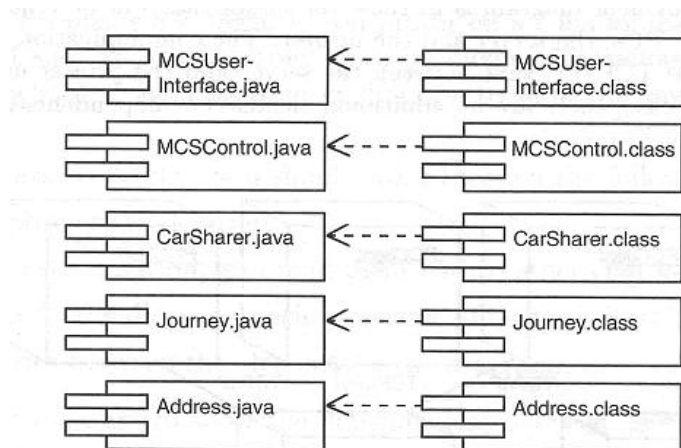 MCSUser-
Interface.java
MCSUser-
Interface.class
MCSControl.java
MCSControl.class
CarSharer.java
CarSharer.class
Journey.java
Journey.class
Address.java
Address.class